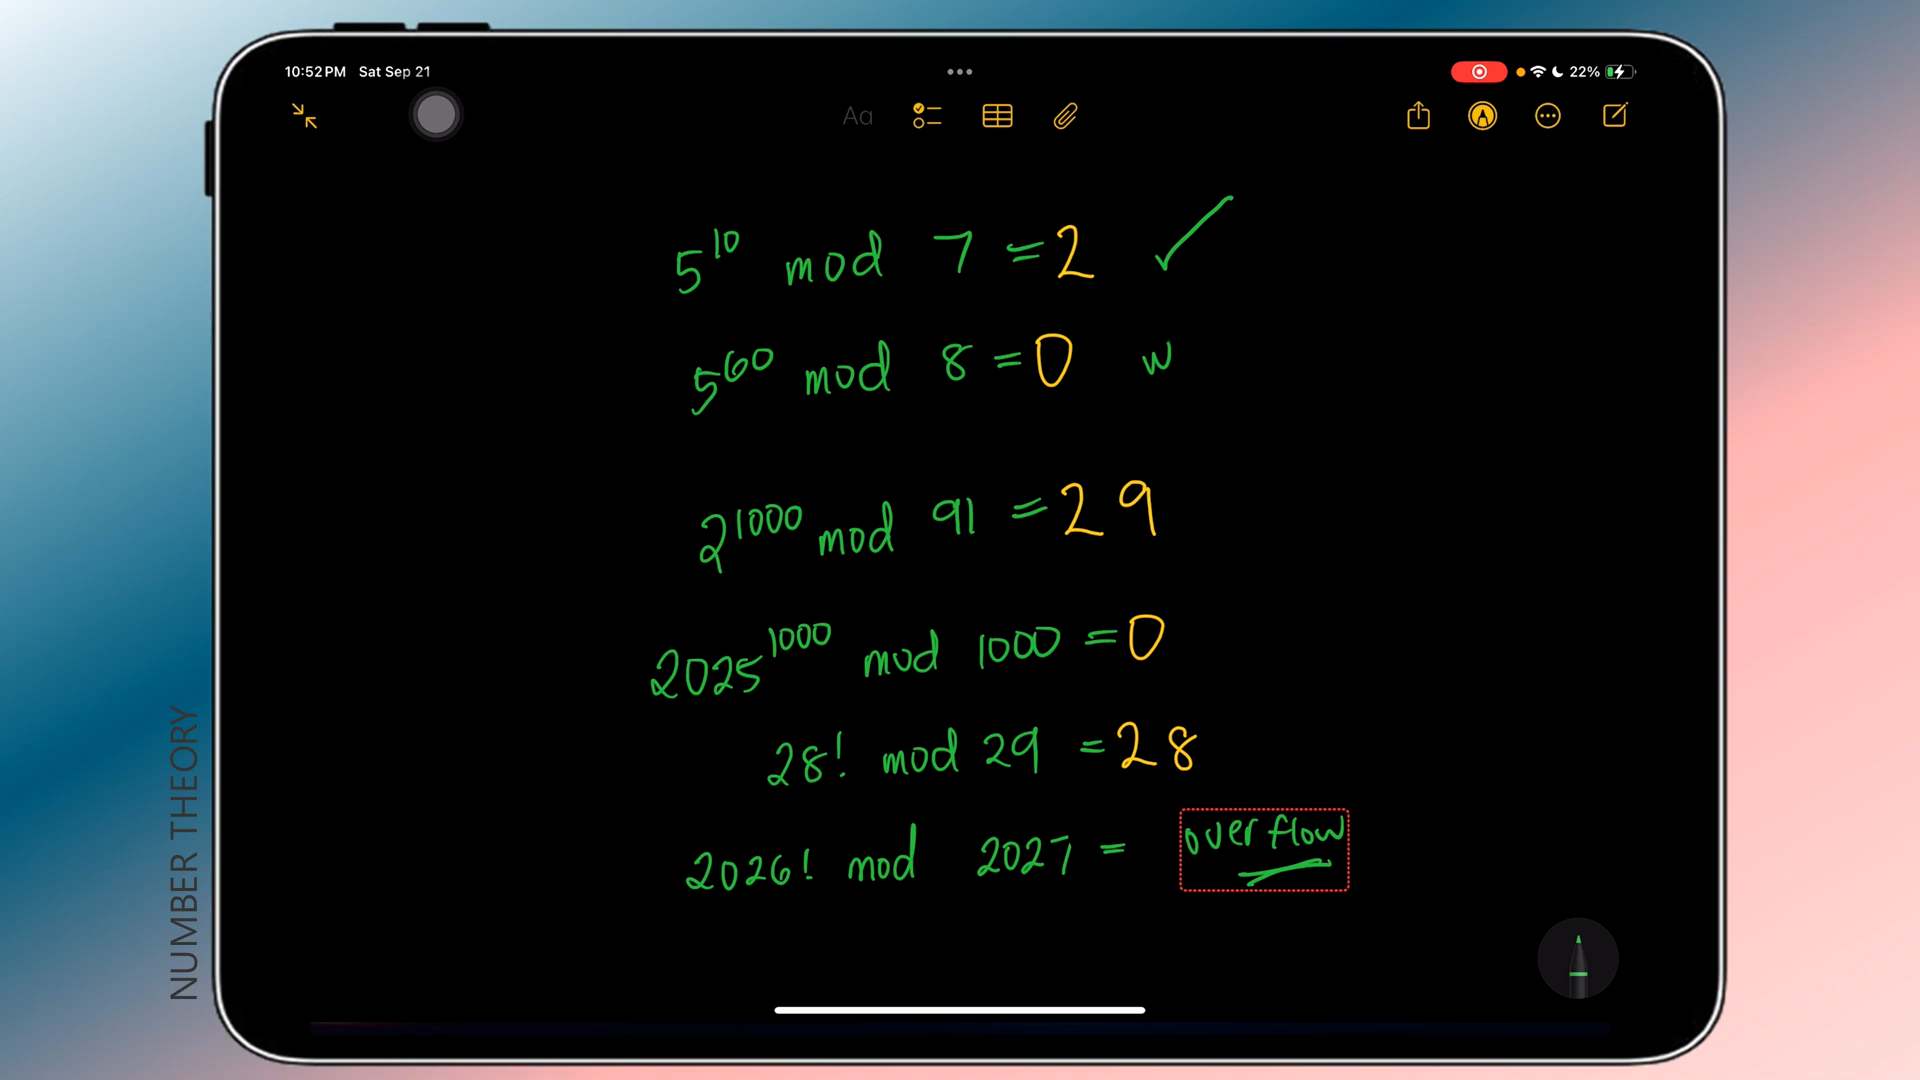 10:52 PM Sat Sep 21
22%
Aa
5^10 mod 7 = 2 ✓
5^60 mod 8 = 0 w
2^1000 mod 91 = 29
2025^1000 mod 1000 = 0
28! mod 29 = 28
2026! mod 2027 = overflow
NUMBER THEORY